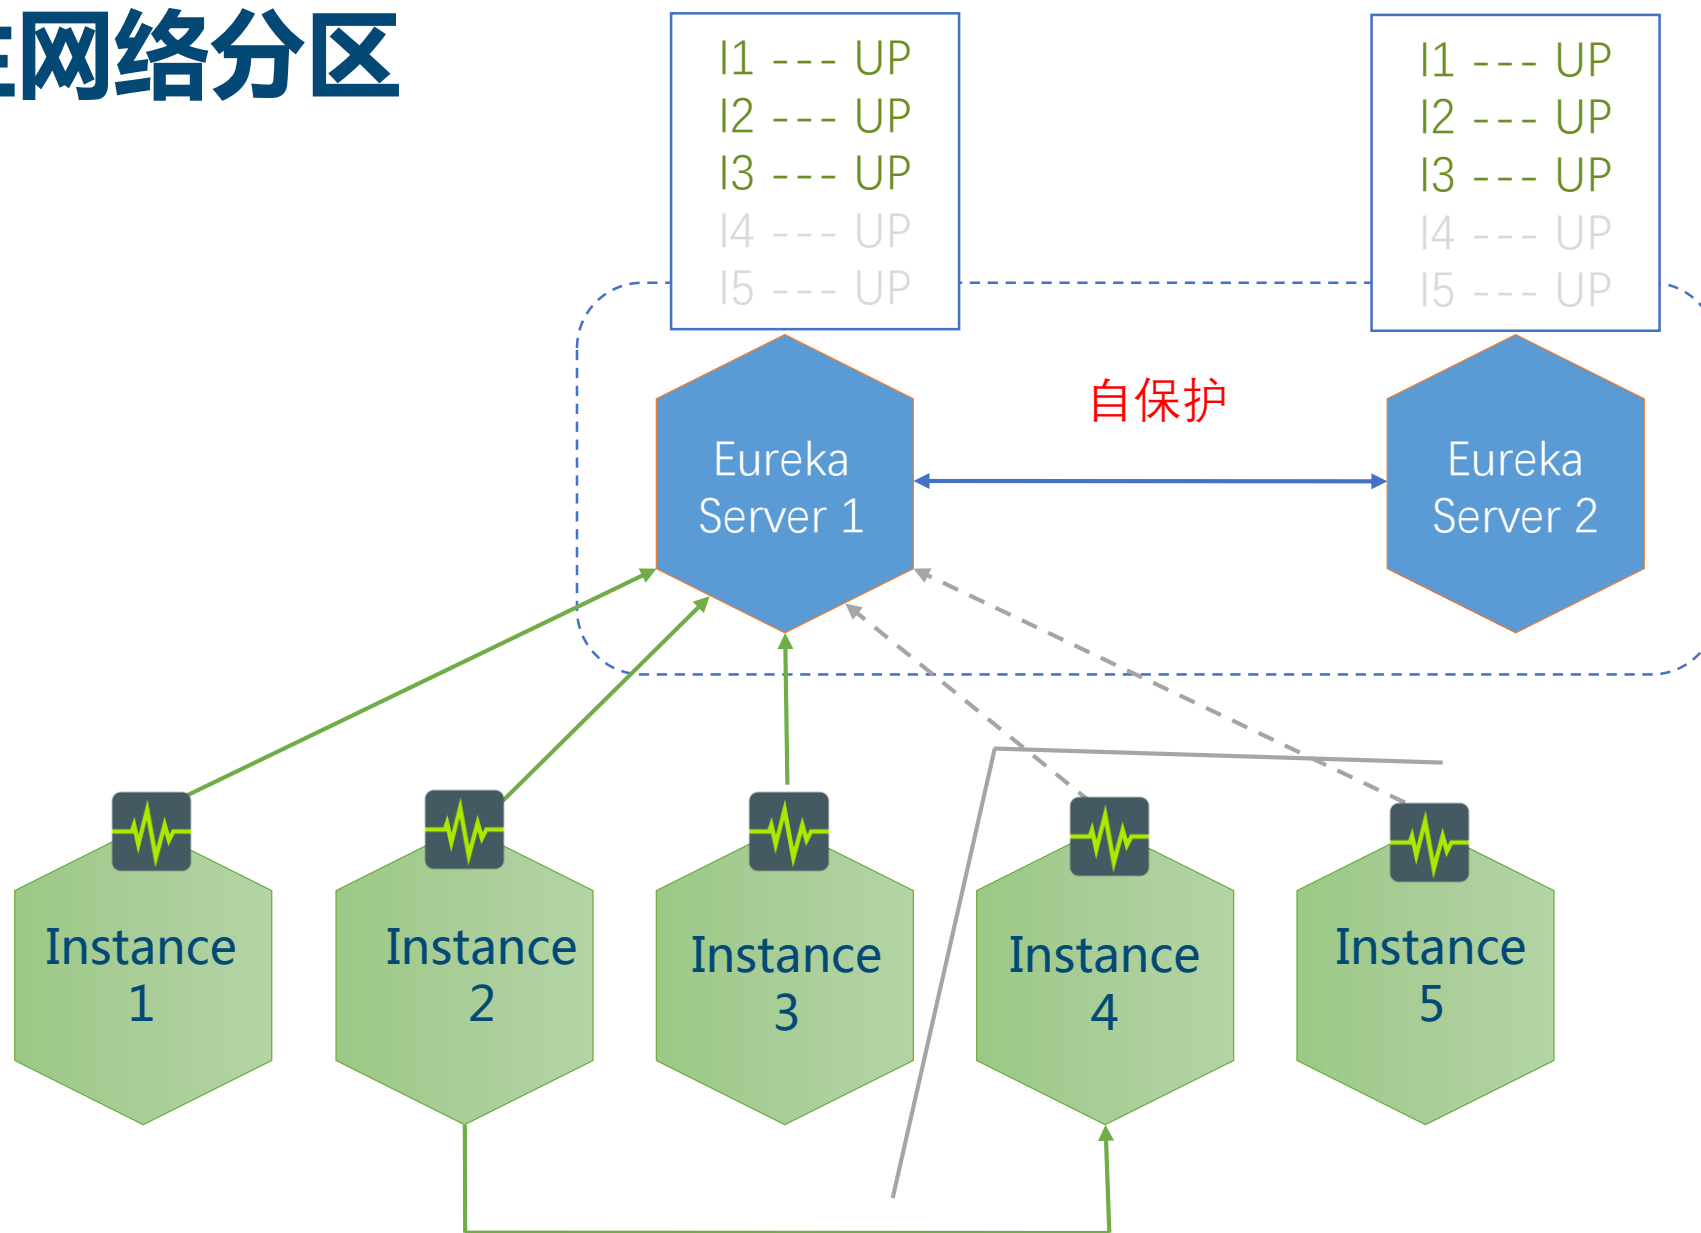 网络分区
I1 --- UP
I2 --- UP
I3 --- UP
I4 --- UP
I5 --- UP
I1 --- UP
I2 --- UP
I3 --- UP
I4 --- UP
I5 --- UP
自保护
Eureka
Server 1
Eureka
Server 2
Instance
1
Instance
2
Instance
3
Instance
4
Instance
5